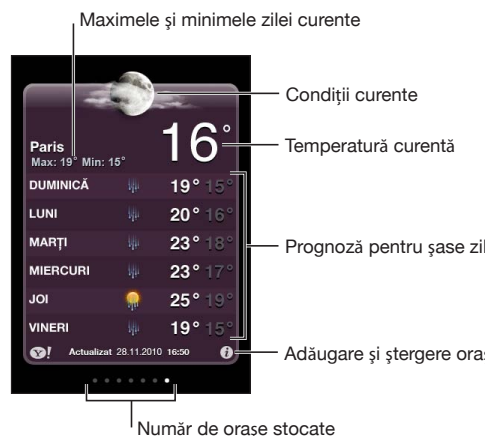 Maximele şi minimele zilei curente
Condiţii curente
16°
Temperatură curentă
Paris
Max: 19° Min: 15°
DUMINICĂ 19° 15°
LUNI 20° 16°
MARŢI 23° 18°
Prognoză pentru şase zil
MIERCURI 23° 17°
JOI 25° 19°
VINERI 19° 15°
Y! Actualizat 28.11.2010 16:50 i
Adăugare şi ştergere oraş
Număr de oraşe stocate